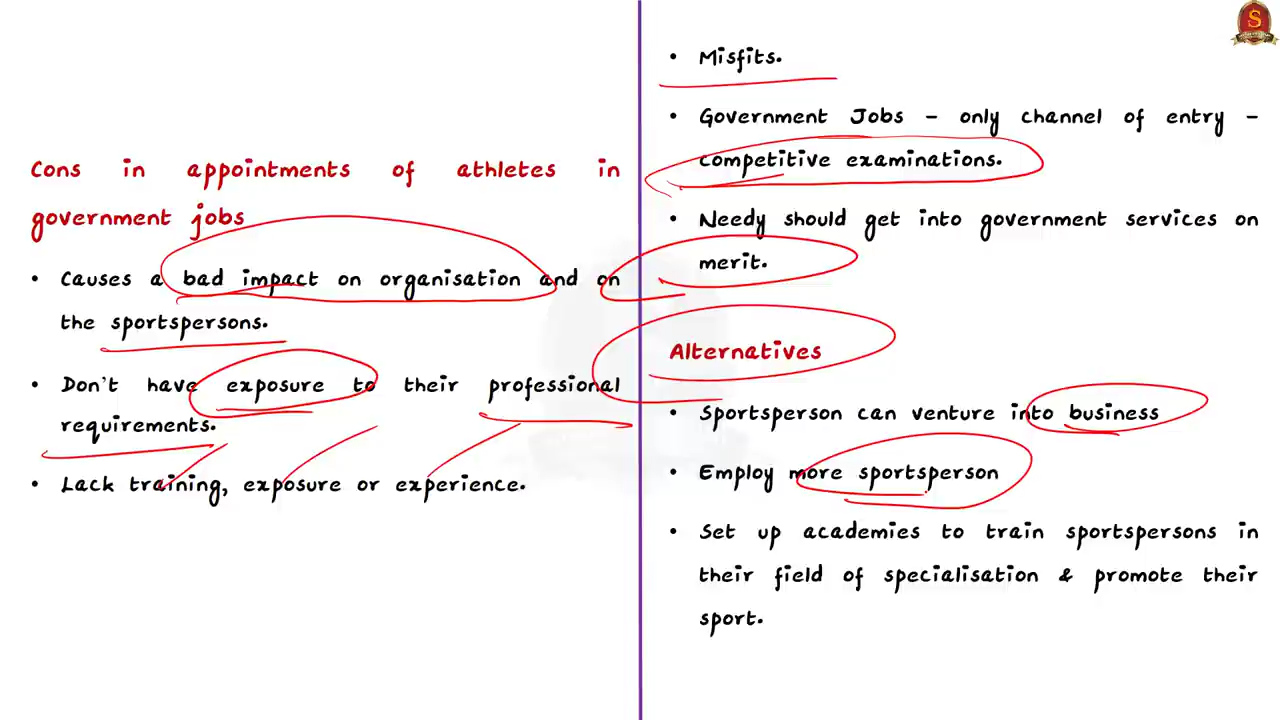 Cons in appointments of athletes in
government jobs
• Causes a bad impact on organisation and on
the sportspersons.
• Don't have exposure to their professional
requirements.
• Lack training, exposure or experience.
• Misfits.
• Government Jobs – only channel of entry –
competitive examinations.
• Needy should get into government services on
merit.
Alternatives
• Sportsperson can venture into business
• Employ more sportsperson
• Set up academies to train sportspersons in
their field of specialisation & promote their
sport.
S